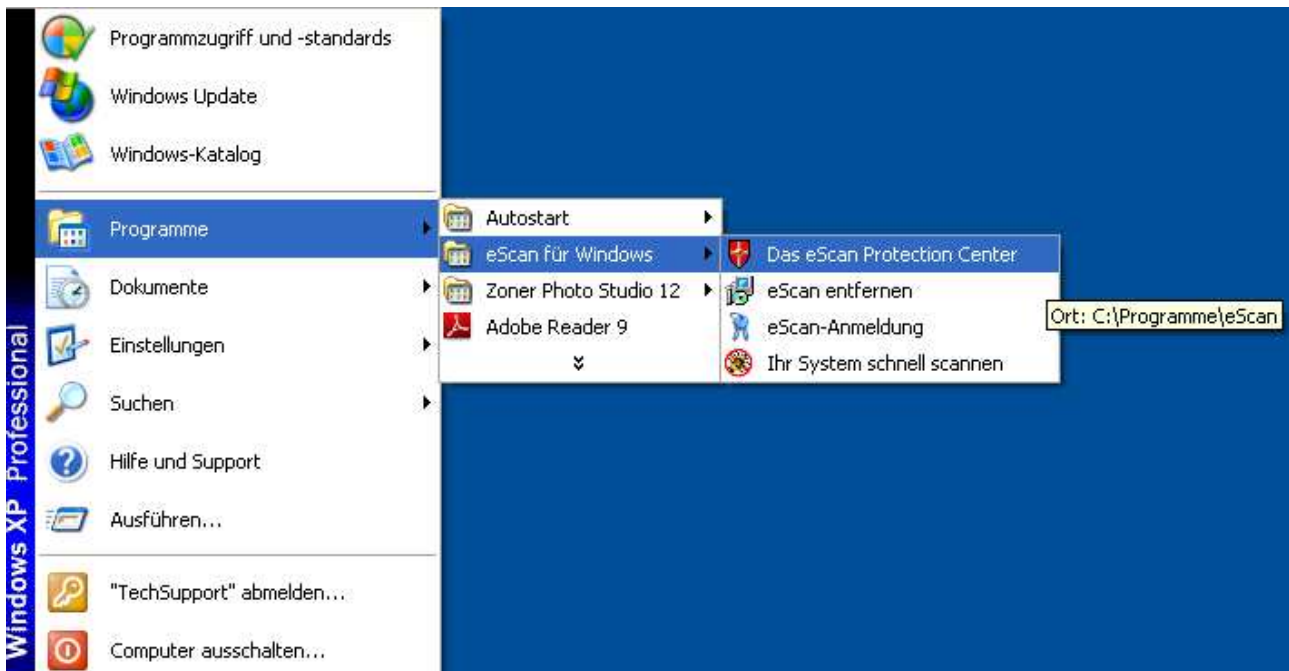 Programmzugriff und -standards
Windows Update
Windows-Katalog
Programme
Dokumente
Einstellungen
Suchen
Hilfe und Support
Ausführen...
"TechSupport" abmelden...
Computer ausschalten...
Windows XP Professional
Autostart
eScan für Windows
Zoner Photo Studio 12
Adobe Reader 9
Das eScan Protection Center
eScan entfernen
eScan-Anmeldung
Ihr System schnell scannen
Ort: C:\Programme\eScan